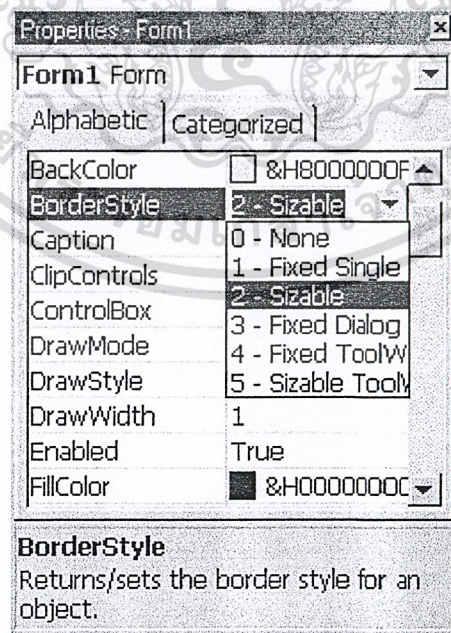 Properties - Form1
Form1 Form
Alphabetic Categorized
BackColor &H8000000F
BorderStyle 2 - Sizable
Caption 0 - None
ClipControls 1 - Fixed Single
2 - Sizable
ControlBox 3 - Fixed Dialog
DrawMode 4 - Fixed ToolW
DrawStyle 5 - Sizable ToolW
DrawWidth 1
Enabled True
FillColor &H0000000
BorderStyle
Returns/sets the border style for an
object.